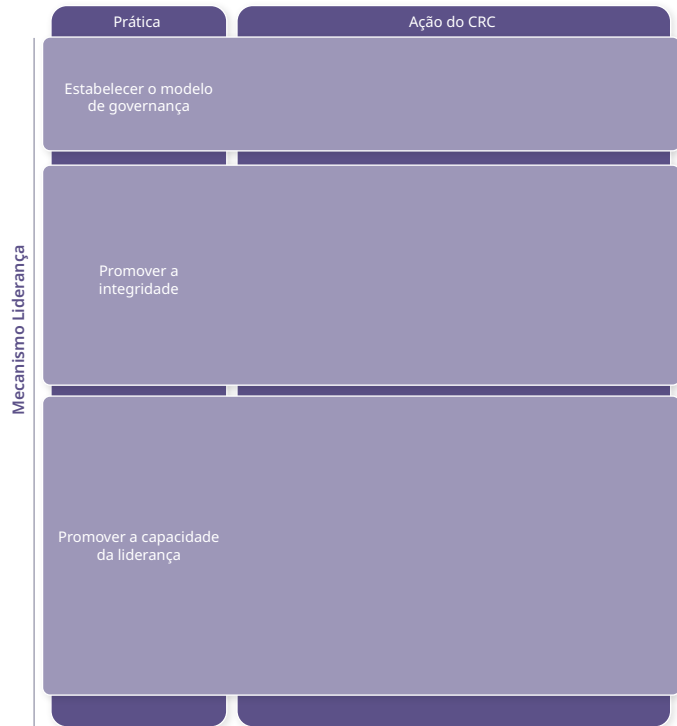 Prática
Ação do CRC
Mecanismo Liderança
Estabelecer o modelo
de governança
Promover a
integridade
Promover a capacidade
da liderança